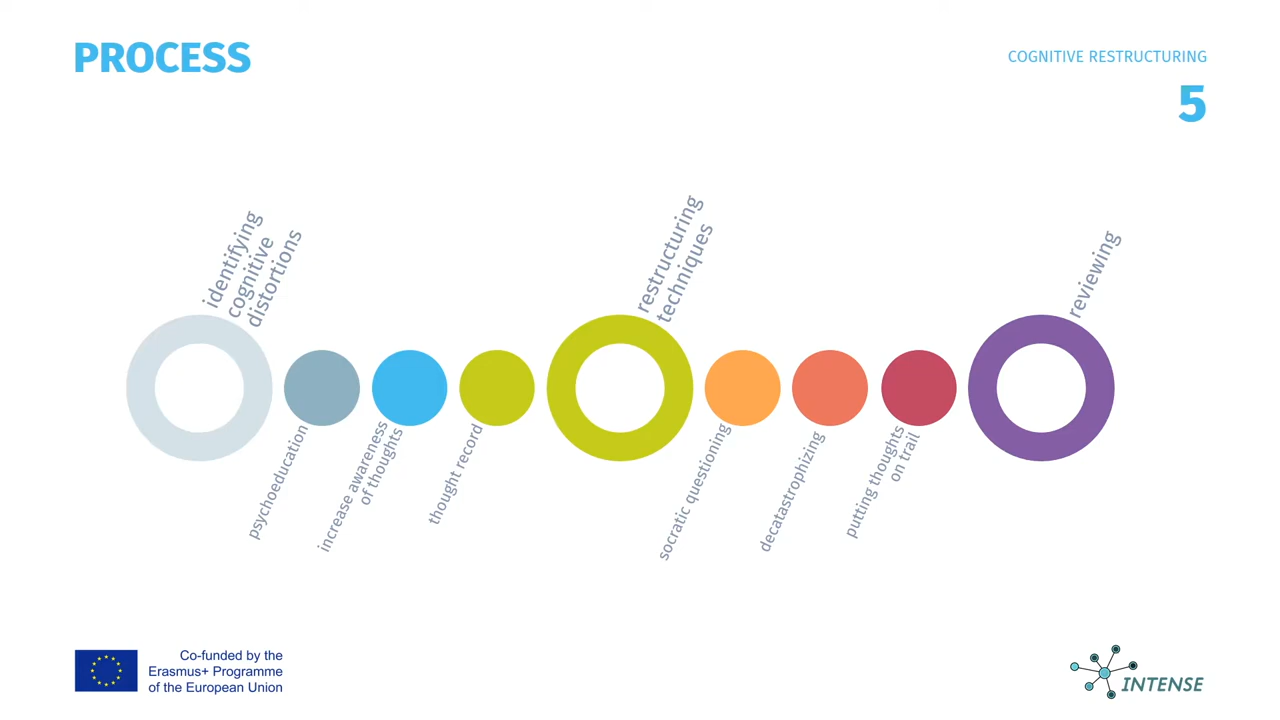 PROCESS
COGNITIVE RESTRUCTURING
5
identifying
cognitive
distortions
psychoeducation
increase awareness
of thoughts
thought record
restructuring
techniques
socratic questioning
decatastrophizing
putting thoughts
on trail
reviewing
Co-funded by the
Erasmus+ Programme
of the European Union
INTENSE